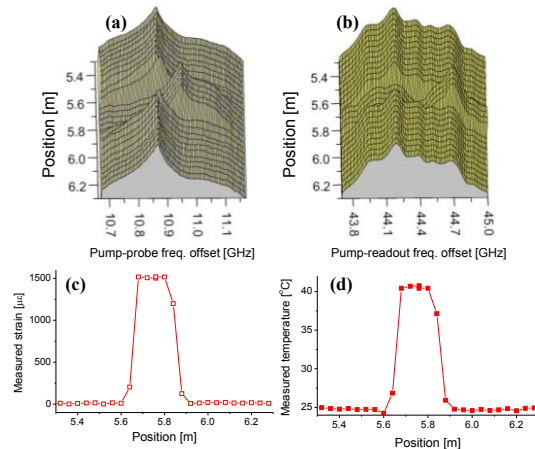 (a)
(b)
Position [m]
5.4
5.6
5.8
6.0
6.2
10.7
10.8
10.9
11.0
11.1
Pump-probe freq. offset [GHz]
Position [m]
5.4
5.6
5.8
6.0
6.2
43.8
44.1
44.4
44.7
45.0
Pump-readout freq. offset [GHz]
(c)
Measured strain [με]
1500
1000
500
0
5.4 5.6 5.8 6.0 6.2
Position [m]
(d)
Measured temperature [°C]
40
35
30
25
5.4 5.6 5.8 6.0 6.2
Position [m]